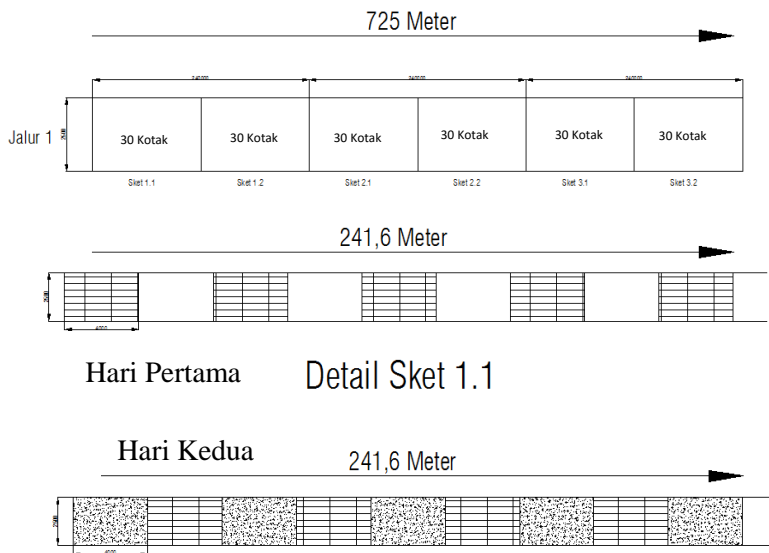 725 Meter
Jalur 1
30 Kotak 30 Kotak 30 Kotak 30 Kotak 30 Kotak 30 Kotak
Sket 1.1 Sket 1.2 Sket 2.1 Sket 2.2 Sket 3.1 Sket 3.2
241,6 Meter
Hari Pertama Detail Sket 1.1
Hari Kedua
241,6 Meter